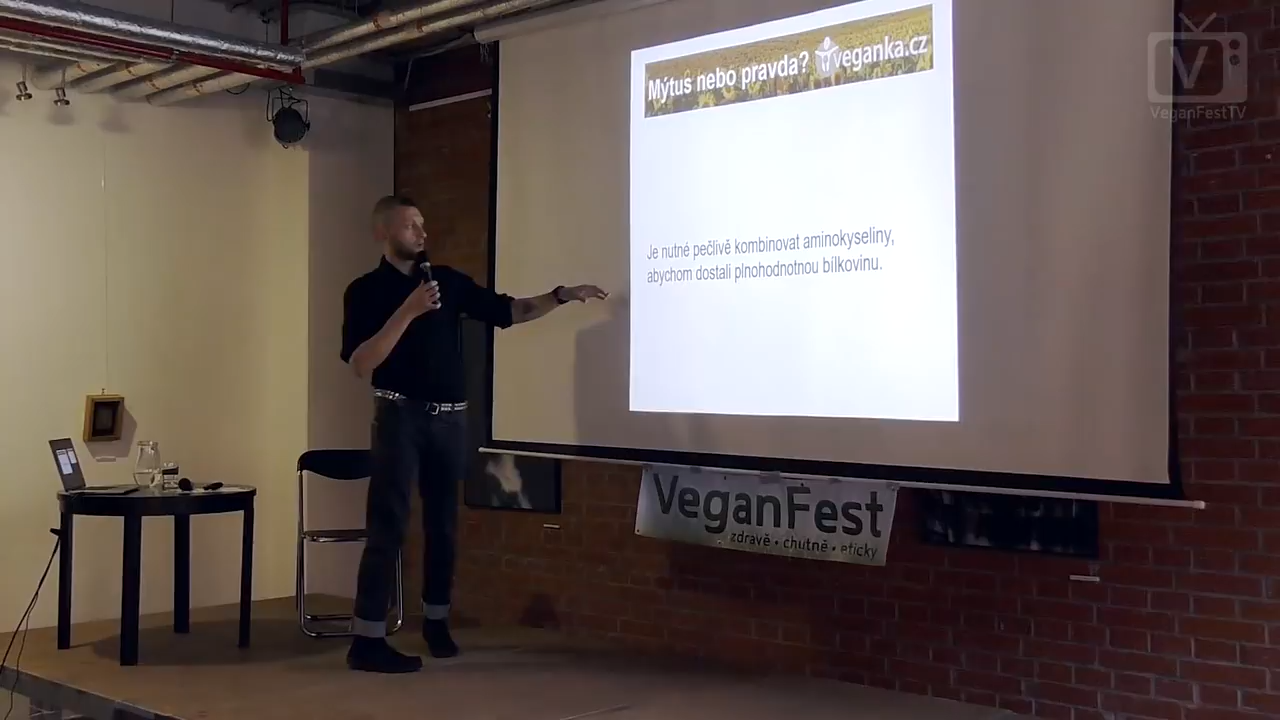 Mýtus nebo pravda? veganka.cz
Je nutné pečlivě kombinovat aminokyseliny,
abychom dostali plnohodnotnou bílkovinu.
VeganFest
zdravě • chutně • eticky
V
VeganFestTV